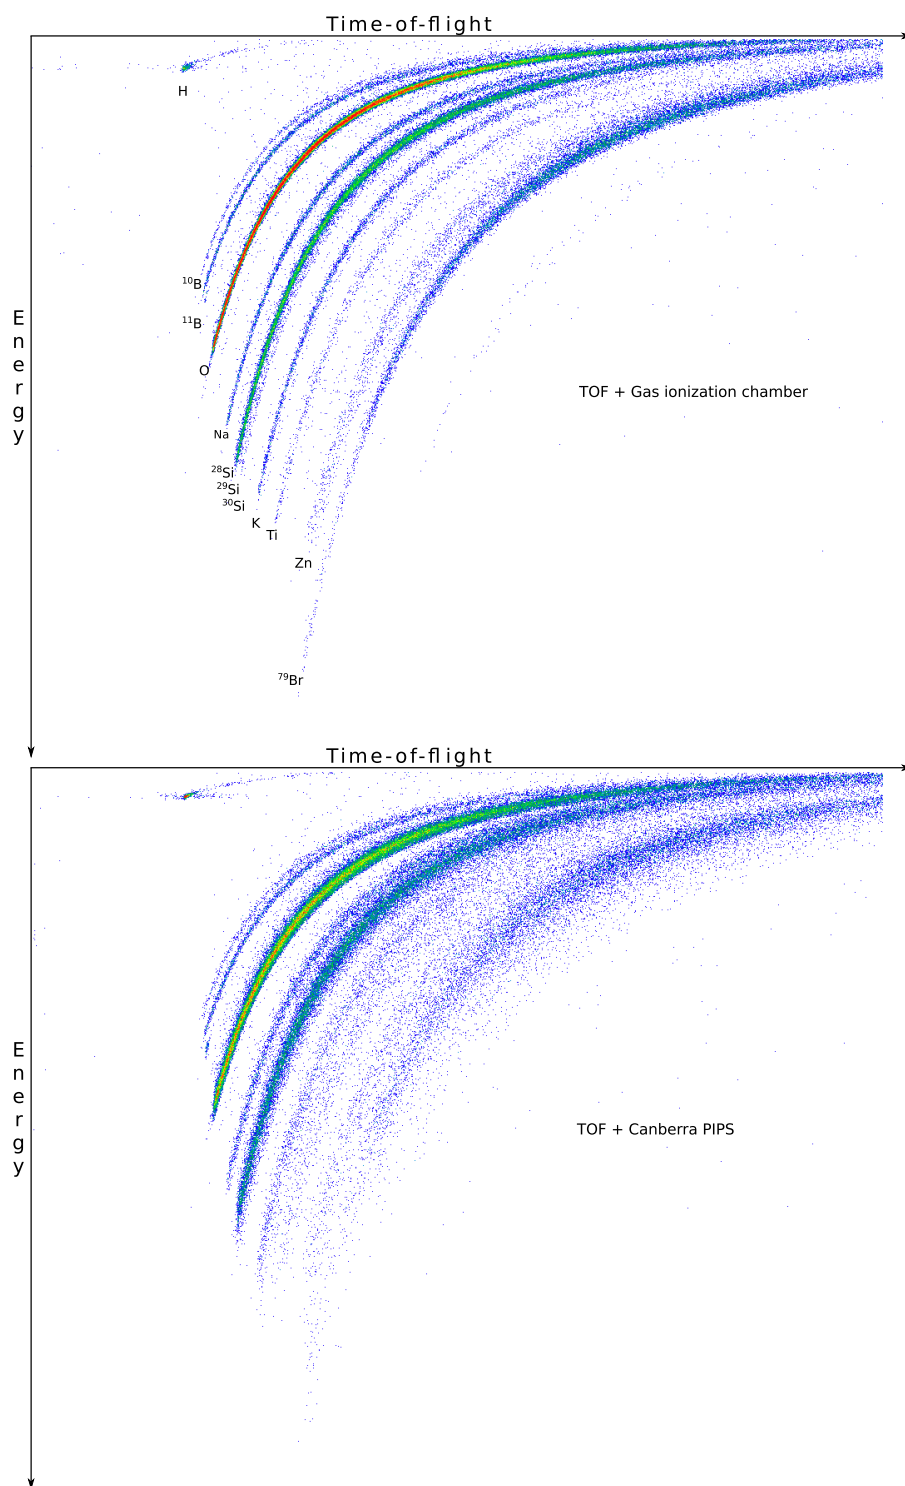 Time-of-flight
H
¹⁰B
¹¹B
Energy
O
TOF + Gas ionization chamber
Na
²⁸Si
²⁹Si
³⁰Si
K
Ti
Zn
⁷⁹Br
Time-of-flight
Energy
TOF + Canberra PIPS